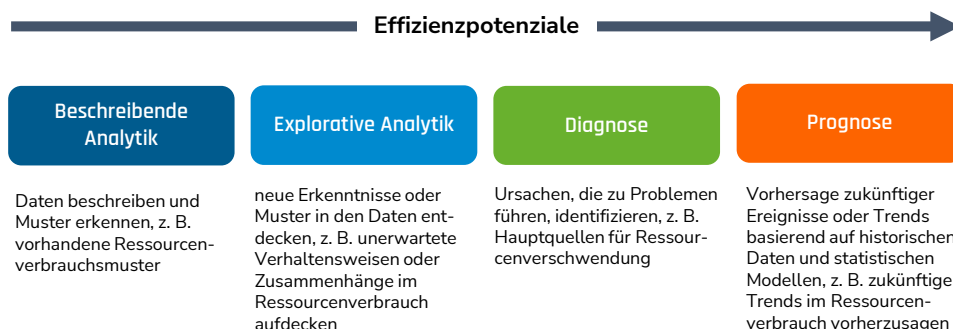 Effizienzpotenziale
Beschreibende
Analytik
Explorative Analytik
Diagnose
Prognose
Daten beschreiben und
Muster erkennen, z. B.
vorhandene Ressourcen-
verbrauchsmuster
neue Erkenntnisse oder
Muster in den Daten ent-
decken, z. B. unerwartete
Verhaltensweisen oder
Zusammenhänge im
Ressourcenverbrauch
aufdecken
Ursachen, die zu Problemen
führen, identifizieren, z. B.
Hauptquellen für Ressour-
cenverschwendung
Vorhersage zukünftiger
Ereignisse oder Trends
basierend auf historischen
Daten und statistischen
Modellen, z. B. zukünftige
Trends im Ressourcen-
verbrauch vorherzusagen